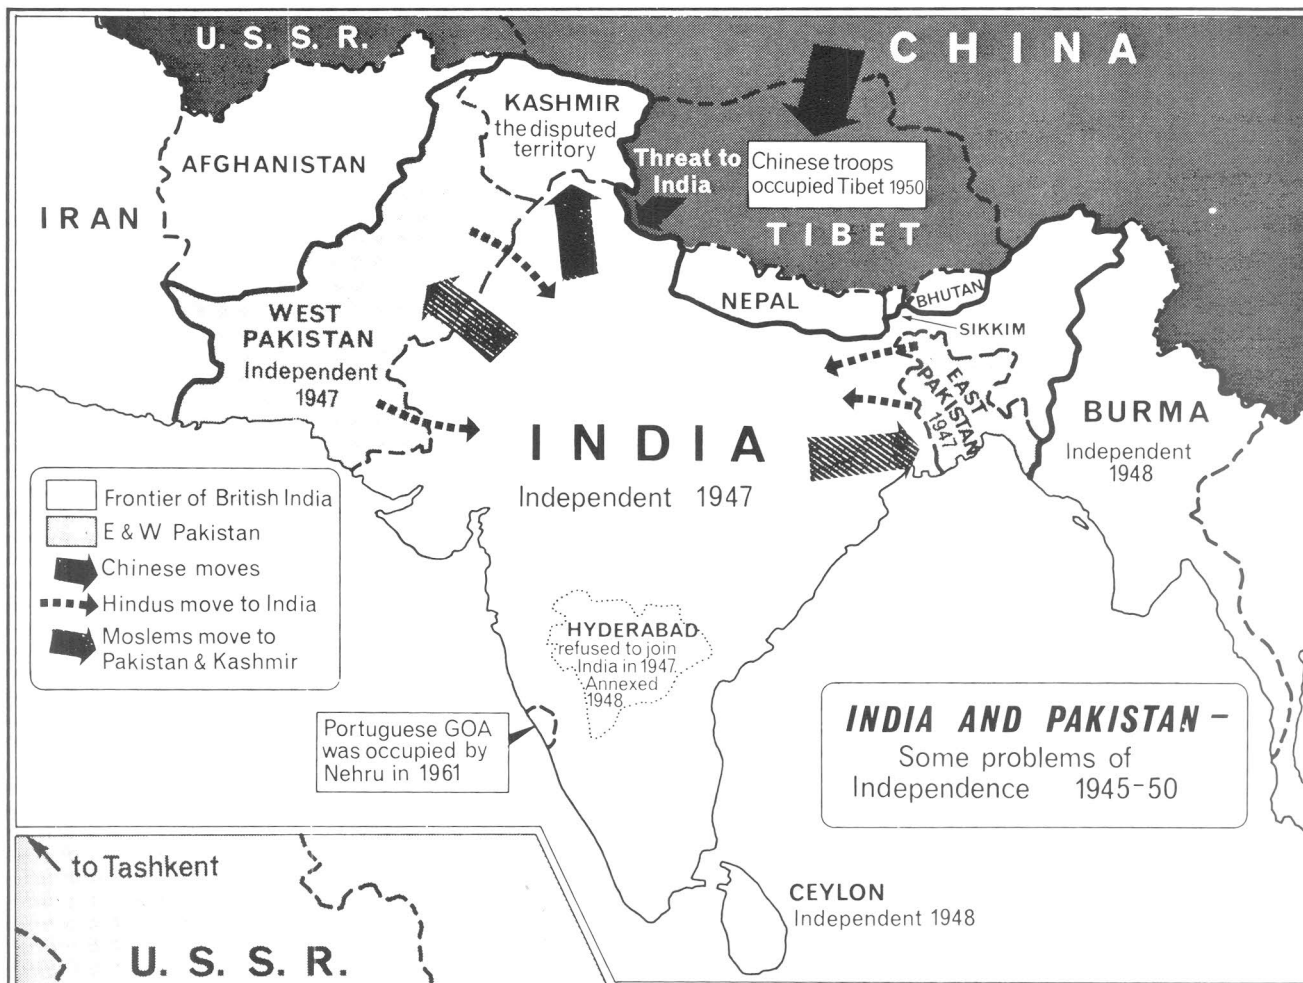 U. S. S. R.
CHINA
KASHMIR
the disputed
territory
AFGHANISTAN
Threat to
India
Chinese troops
occupied Tibet 1950
IRAN
TIBET
WEST
PAKISTAN
Independent
1947
NEPAL
BHUTAN
SIKKIM
EAST
PAKISTAN
1947
BURMA
Independent
1948
INDIA
Independent 1947
Frontier of British India
E & W Pakistan
Chinese moves
Hindus move to India
Moslems move to
Pakistan & Kashmir
HYDERABAD
refused to join
India in 1947.
Annexed
1948
Portuguese GOA
was occupied by
Nehru in 1961
INDIA AND PAKISTAN –
Some problems of
Independence 1945-50
CEYLON
Independent 1948
to Tashkent
U. S. S. R.